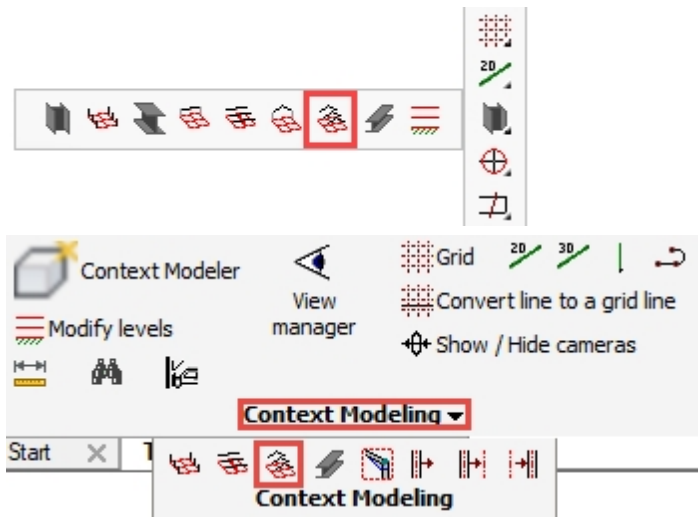 2D
Context Modeler
View
manager
Grid
2D
3D
Convert line to a grid line
Modify levels
Show / Hide cameras
Context Modeling
Start
Context Modeling